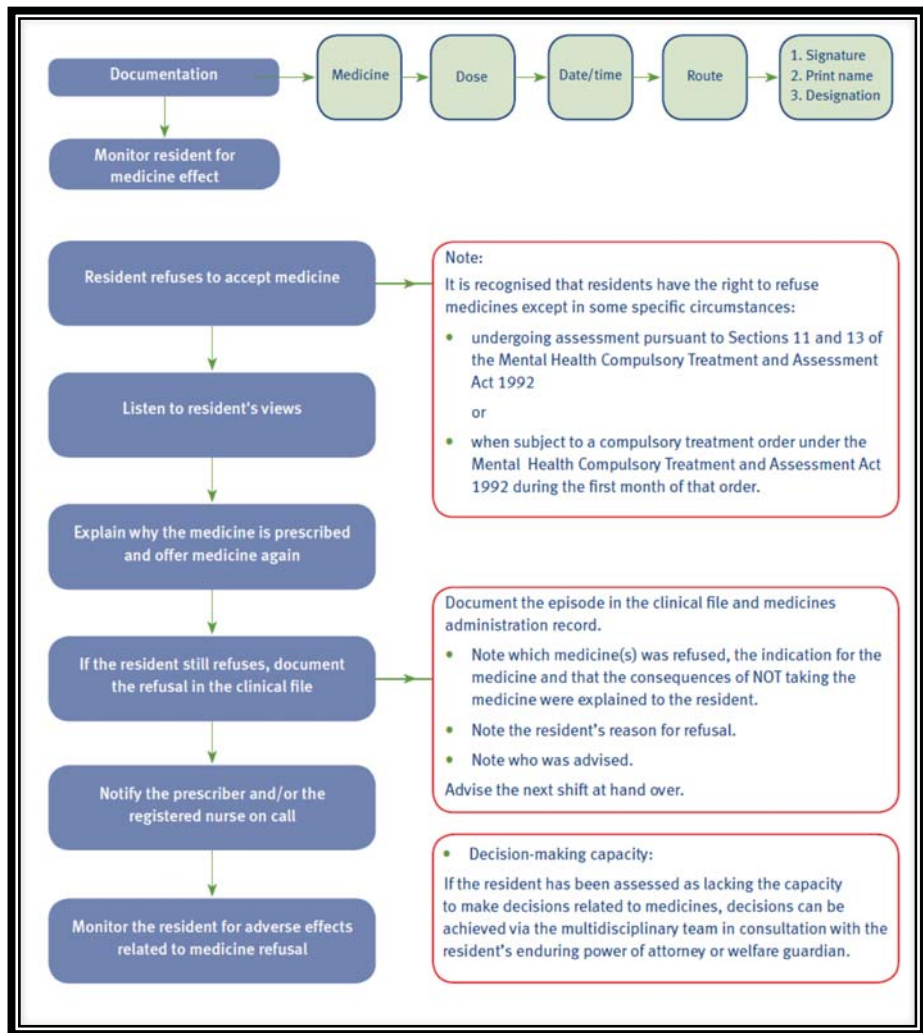 Documentation
Medicine
Dose
Date/time
Route
1. Signature
2. Print name
3. Designation
Monitor resident for
medicine effect
Resident refuses to accept medicine
Note:
It is recognised that residents have the right to refuse
medicines except in some specific circumstances:
• undergoing assessment pursuant to Sections 11 and 13 of
the Mental Health Compulsory Treatment and Assessment
Act 1992
or
• when subject to a compulsory treatment order under the
Mental Health Compulsory Treatment and Assessment Act
1992 during the first month of that order.
Listen to resident's views
Explain why the medicine is prescribed
and offer medicine again
If the resident still refuses, document
the refusal in the clinical file
Document the episode in the clinical file and medicines
administration record.
• Note which medicine(s) was refused, the indication for the
medicine and that the consequences of NOT taking the
medicine were explained to the resident.
• Note the resident's reason for refusal.
• Note who was advised.
Advise the next shift at hand over.
Notify the prescriber and/or the
registered nurse on call
Monitor the resident for adverse effects
related to medicine refusal
• Decision-making capacity:
If the resident has been assessed as lacking the capacity
to make decisions related to medicines, decisions can be
achieved via the multidisciplinary team in consultation with the
resident's enduring power of attorney or welfare guardian.